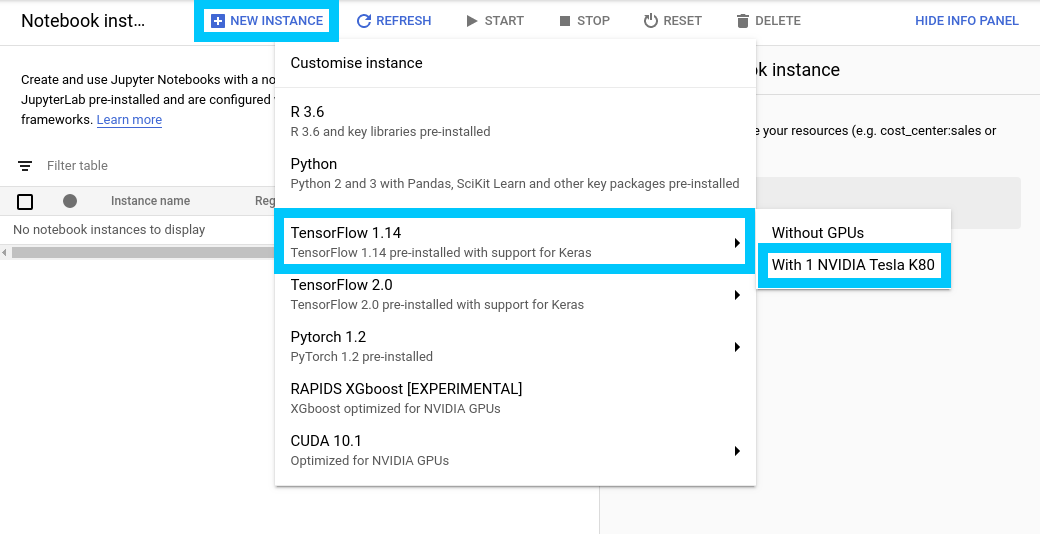 Notebook inst...
NEW INSTANCE
REFRESH
START
STOP
RESET
DELETE
HIDE INFO PANEL
Customise instance
Create and use Jupyter Notebooks with a no
JupyterLab pre-installed and are configured
frameworks. Learn more
instance
e your resources (e.g. cost_center:sales or
Filter table
Instance name
Reg
No notebook instances to display
R 3.6
R 3.6 and key libraries pre-installed
Python
Python 2 and 3 with Pandas, SciKit Learn and other key packages pre-installed
TensorFlow 1.14
TensorFlow 1.14 pre-installed with support for Keras
Without GPUs
With 1 NVIDIA Tesla K80
TensorFlow 2.0
TensorFlow 2.0 pre-installed with support for Keras
Pytorch 1.2
PyTorch 1.2 pre-installed
RAPIDS XGboost [EXPERIMENTAL]
XGboost optimized for NVIDIA GPUs
CUDA 10.1
Optimized for NVIDIA GPUs